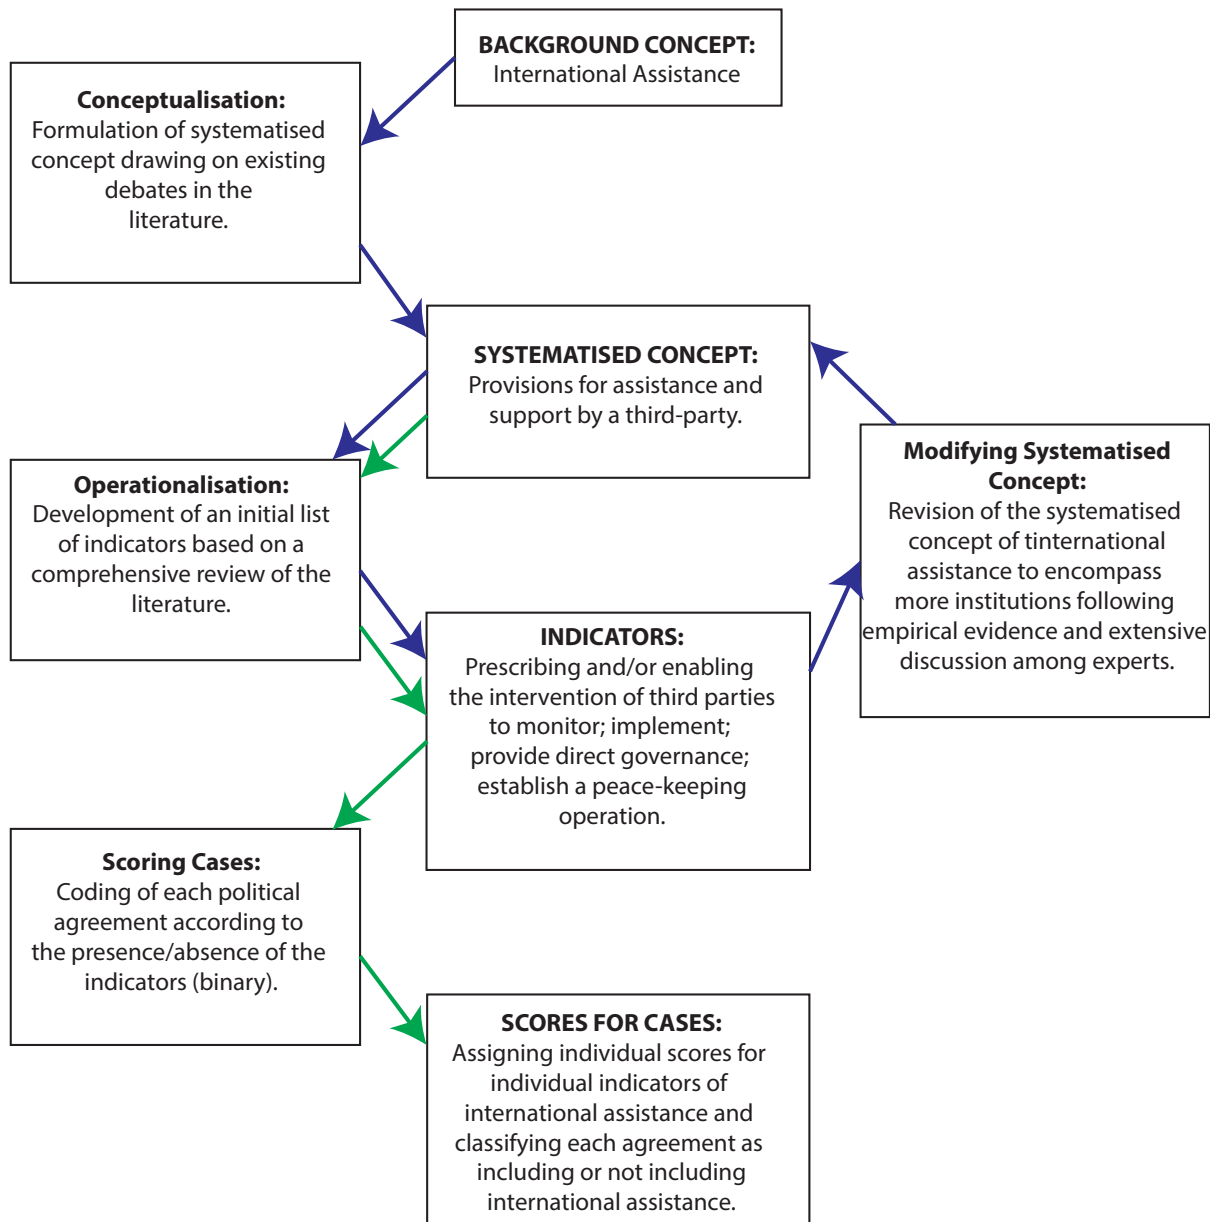 BACKGROUND CONCEPT:
International Assistance
Conceptualisation:
Formulation of systematised
concept drawing on existing
debates in the
literature.
SYSTEMATISED CONCEPT:
Provisions for assistance and
support by a third-party.
Operationalisation:
Development of an initial list
of indicators based on a
comprehensive review of the
literature.
Modifying Systematised
Concept:
Revision of the systematised
concept of tinternational
assistance to encompass
more institutions following
empirical evidence and extensive
discussion among experts.
INDICATORS:
Prescribing and/or enabling
the intervention of third parties
to monitor; implement;
provide direct governance;
establish a peace-keeping
operation.
Scoring Cases:
Coding of each political
agreement according to
the presence/absence of the
indicators (binary).
SCORES FOR CASES:
Assigning individual scores for
individual indicators of
international assistance and
classifying each agreement as
including or not including
international assistance.